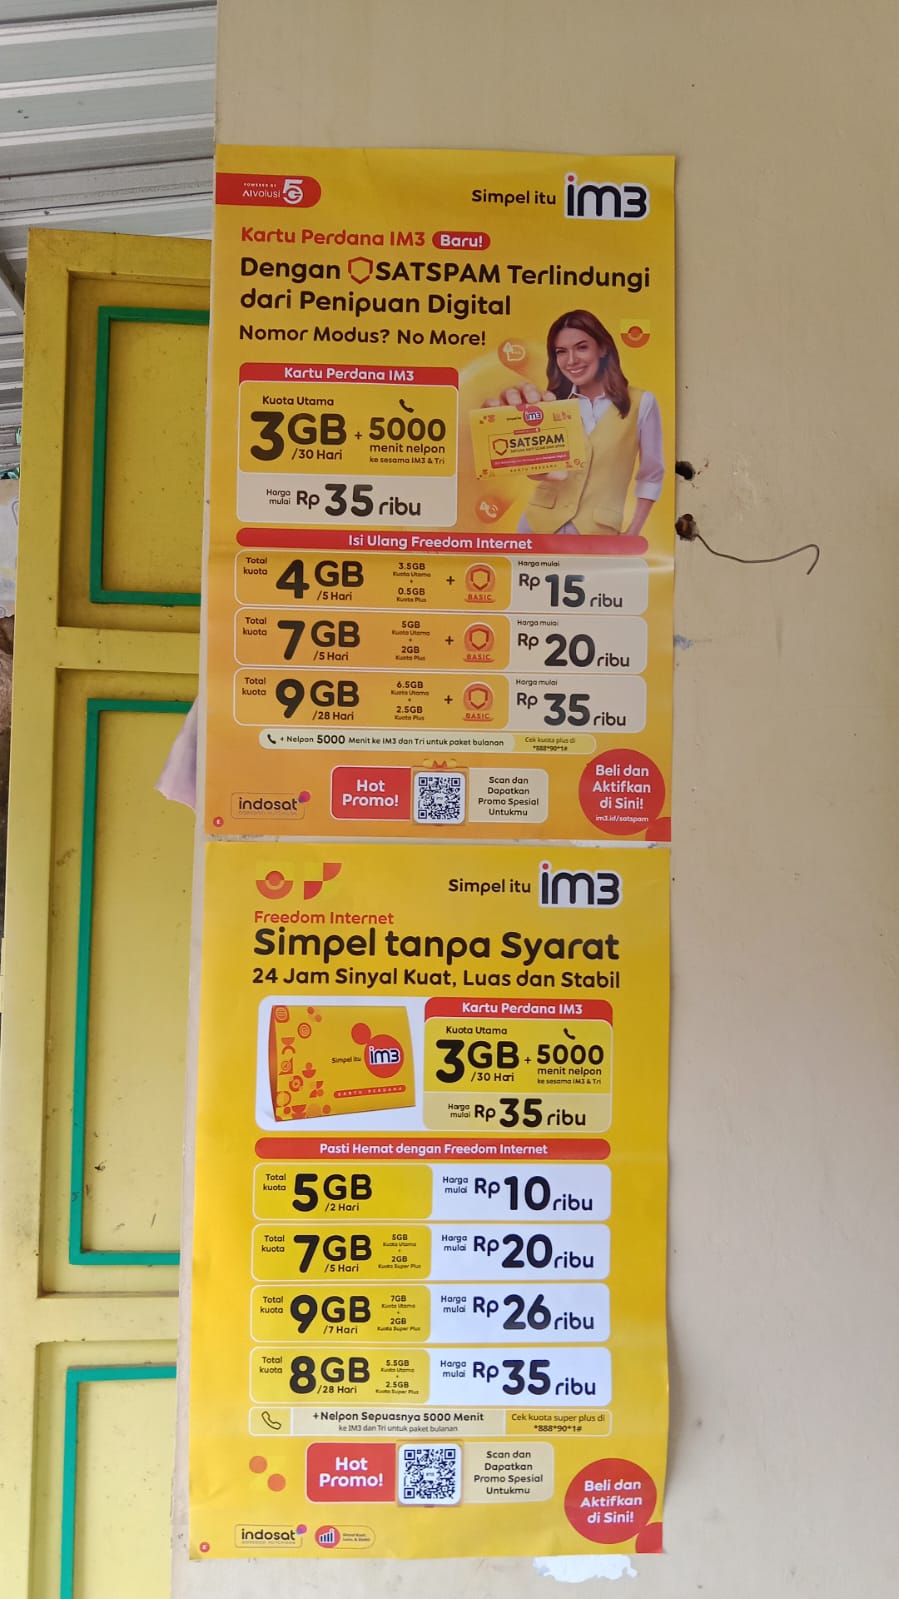 POWERED BY
AIvolusi 5G
Simpel itu im3
Kartu Perdana IM3 Baru!
Dengan SATSPAM Terlindungi
dari Penipuan Digital
Nomor Modus? No More!
Kartu Perdana IM3
Kuota Utama
3GB + 5000
/30 Hari menit nelpon
ke sesama IM3 & Tri
Harga mulai Rp 35 ribu
Simpel itu im3
SATSPAM
KARTU PERDANA
Isi Ulang Freedom Internet
Total kuota 4GB /5 Hari 3.5GB Kuota Utama + 0.5GB Kuota Plus + BASIC Harga mulai Rp 15 ribu
Total kuota 7GB /5 Hari 5GB Kuota Utama + 2GB Kuota Plus + BASIC Harga mulai Rp 20 ribu
Total kuota 9GB /28 Hari 6.5GB Kuota Utama + 2.5GB Kuota Plus + BASIC Harga mulai Rp 35 ribu
+ Nelpon 5000 Menit ke IM3 dan Tri untuk paket bulanan
Cek kuota plus di
*888*90*1#
Hot
Promo!
Scan dan
Dapatkan
Promo Spesial
Untukmu
Beli dan
Aktifkan
di Sini!
im3.id/satspam
indosat
OOREDOO HUTCHISON
E
Simpel itu im3
Freedom Internet
Simpel tanpa Syarat
24 Jam Sinyal Kuat, Luas dan Stabil
Simpel itu im3
KARTU PERDANA
Kartu Perdana IM3
Kuota Utama
3GB + 5000
/30 Hari menit nelpon
ke sesama IM3 & Tri
Harga mulai Rp 35 ribu
Pasti Hemat dengan Freedom Internet
Total kuota 5GB /2 Hari Harga mulai Rp 10 ribu
Total kuota 7GB /5 Hari 5GB Kuota Utama + 2GB Kuota Super Plus Harga mulai Rp 20 ribu
Total kuota 9GB /7 Hari 7GB Kuota Utama + 2GB Kuota Super Plus Harga mulai Rp 26 ribu
Total kuota 8GB /28 Hari 5.5GB Kuota Utama + 2.5GB Kuota Super Plus Harga mulai Rp 35 ribu
+Nelpon Sepuasnya 5000 Menit
ke IM3 dan Tri untuk paket bulanan
Cek kuota super plus di
*888*90*1#
Hot
Promo!
Scan dan
Dapatkan
Promo Spesial
Untukmu
Beli dan
Aktifkan
di Sini!
indosat
OOREDOO HUTCHISON
E